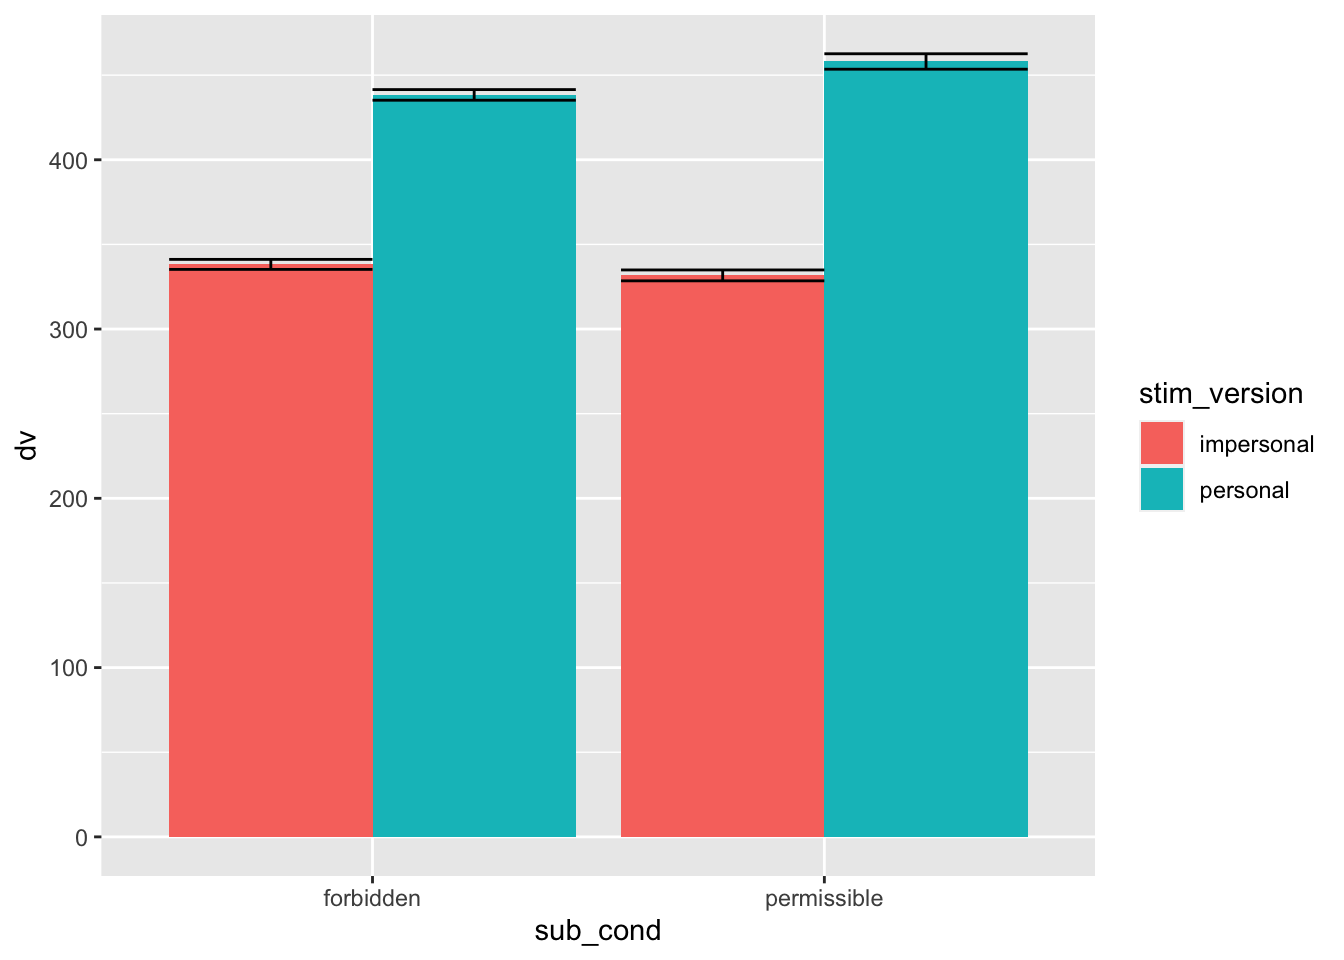 dv
400
300
200
100
0
forbidden
permissible
sub_cond
stim_version
impersonal
personal